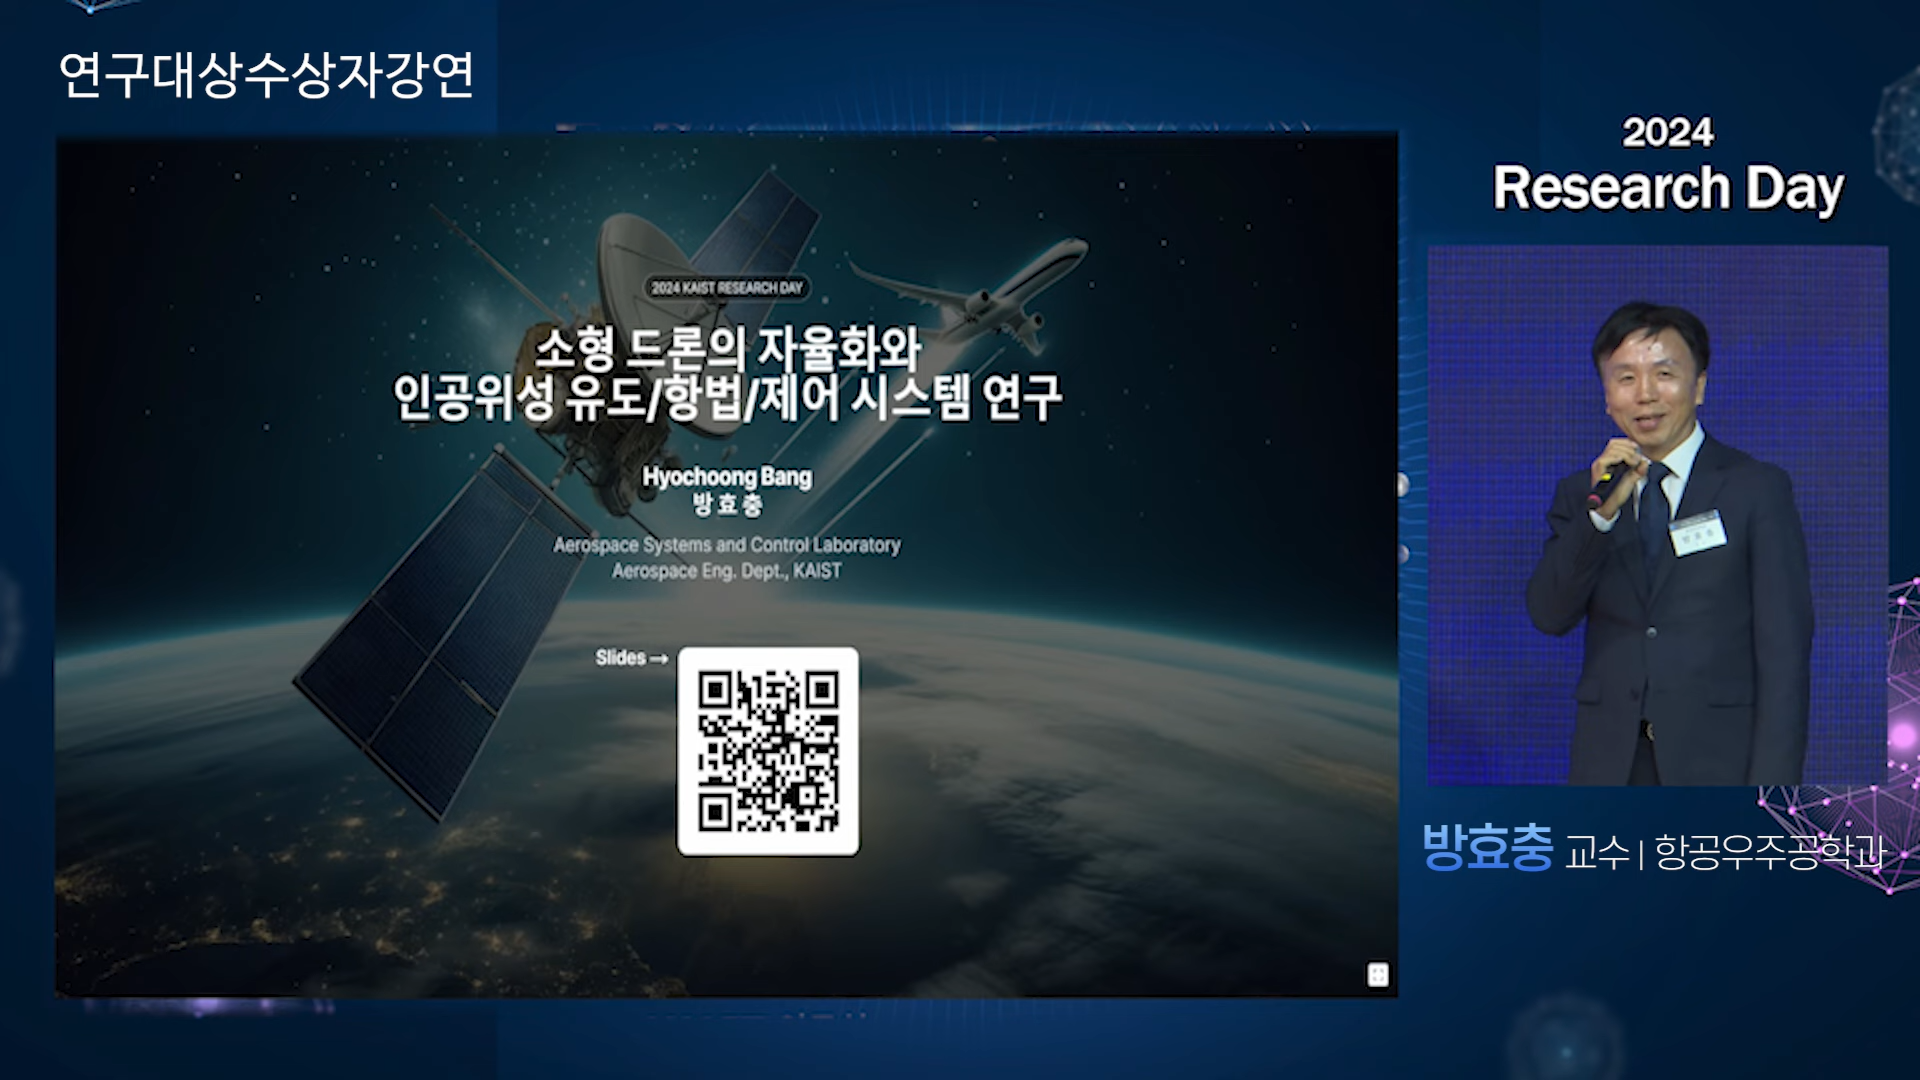 연구대상수상자강연
2024
Research Day
2024 KAIST RESEARCH DAY
소형 드론의 자율화와
인공위성 유도/항법/제어 시스템 연구
Hyochoong Bang
방효충
Aerospace Systems and Control Laboratory
Aerospace Eng. Dept., KAIST
Slides →
방효충
방효충 교수 | 항공우주공학과